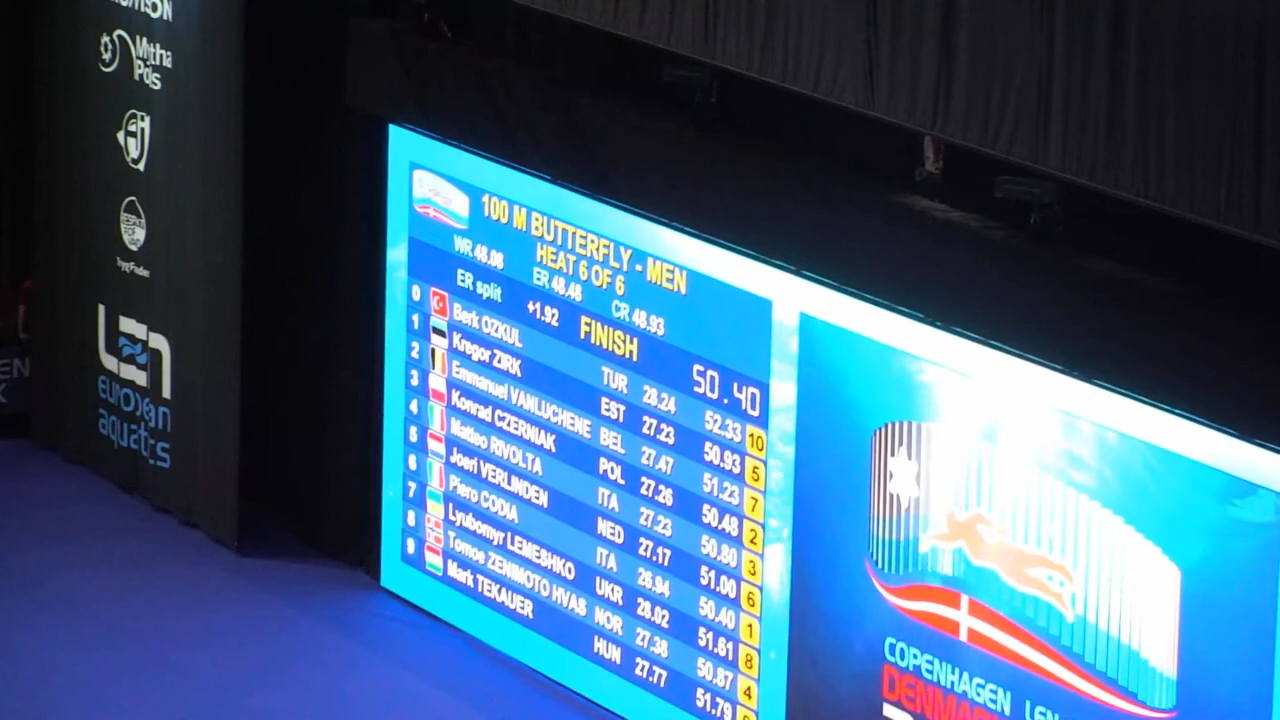 Mytha
Pols
LEN
european
aquatics
100 M BUTTERFLY - MEN
HEAT 6 OF 6
WR 48.08 ER 48.48 CR 48.93
ER split +1.92 FINISH 50.40
0 Berk OZKUL TUR 28.24 52.33 10
1 Kregor ZIRK EST 27.23 50.93 5
2 Emmanuel VANLUCHENE BEL 27.47 51.23 7
3 Konrad CZERNIAK POL 27.26 50.48 2
4 Matteo RIVOLTA ITA 27.23 50.80 3
5 Joeri VERLINDEN NED 27.17 51.00 6
6 Piero CODIA ITA 26.94 50.40 1
7 Lyubomyr LEMESHKO UKR 28.02 51.61 8
8 Tomoe ZENIMOTO HVAS NOR 27.38 50.87 4
9 Mark TEKAUER HUN 27.77 51.79
COPENHAGEN LEN
DENMARK